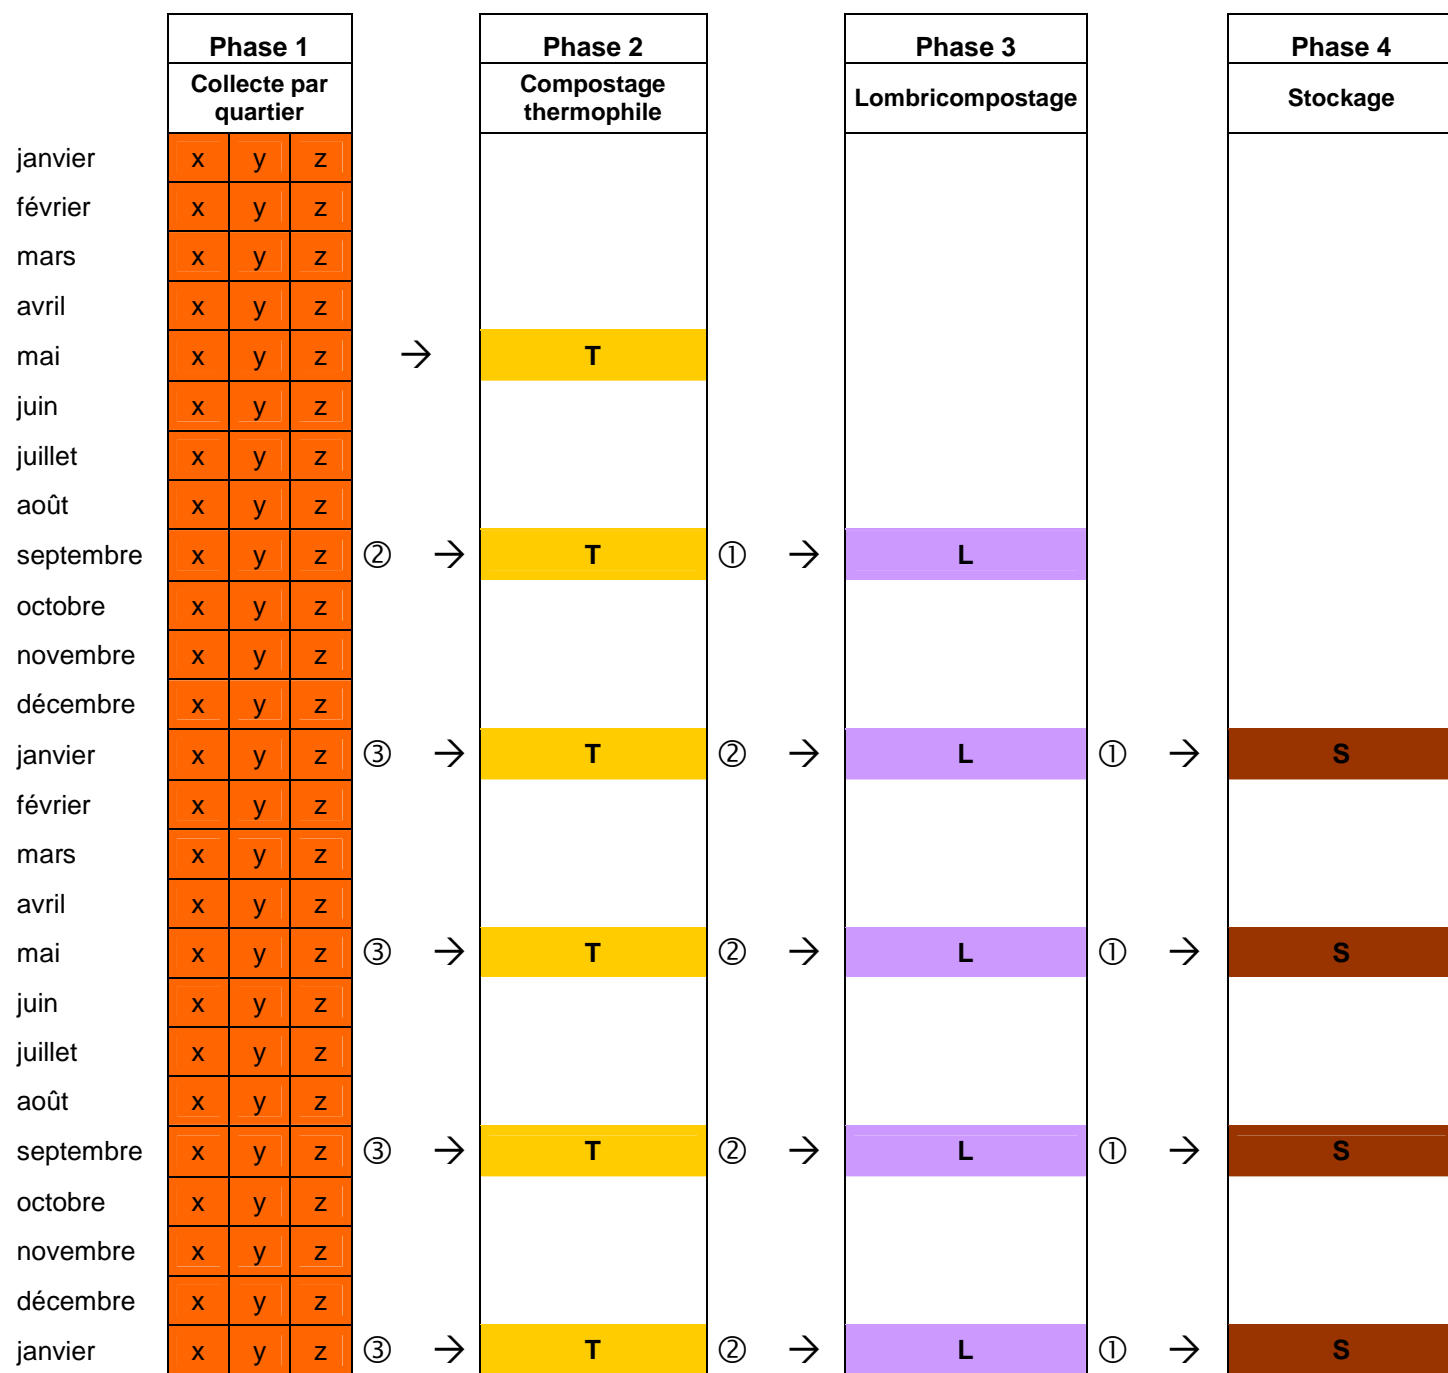 Phase 1 Phase 2 Phase 3 Phase 4
Collecte par quartier Compostage thermophile Lombricompostage Stockage
janvier x y z
février x y z
mars x y z
avril x y z
mai x y z → T
juin x y z
juillet x y z
août x y z
septembre x y z ② → T ① → L
octobre x y z
novembre x y z
décembre x y z
janvier x y z ③ → T ② → L ① → S
février x y z
mars x y z
avril x y z
mai x y z ③ → T ② → L ① → S
juin x y z
juillet x y z
août x y z
septembre x y z ③ → T ② → L ① → S
octobre x y z
novembre x y z
décembre x y z
janvier x y z ③ → T ② → L ① → S